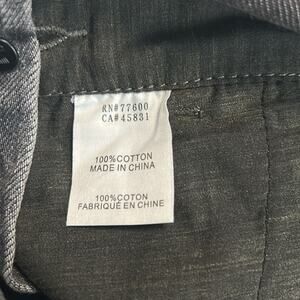 RN#77600
CA#45831
100%COTTON
MADE IN CHINA
100%COTON
FABRIQUÉ EN CHINE